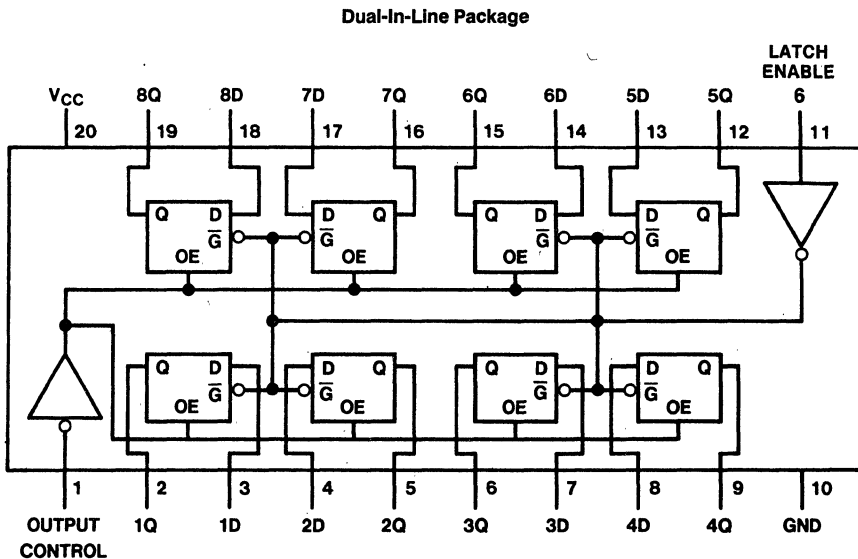 Dual-In-Line Package
LATCH
ENABLE
VCC 8Q 8D 7D 7Q 6Q 6D 5D 5Q 6
20 19 18 17 16 15 14 13 12 11
Q D D Q Q D D Q
G G G G
OE OE OE OE
Q D D Q Q D D Q
G G G G
OE OE OE OE
1 2 3 4 5 6 7 8 9 10
OUTPUT 1Q 1D 2D 2Q 3Q 3D 4D 4Q GND
CONTROL